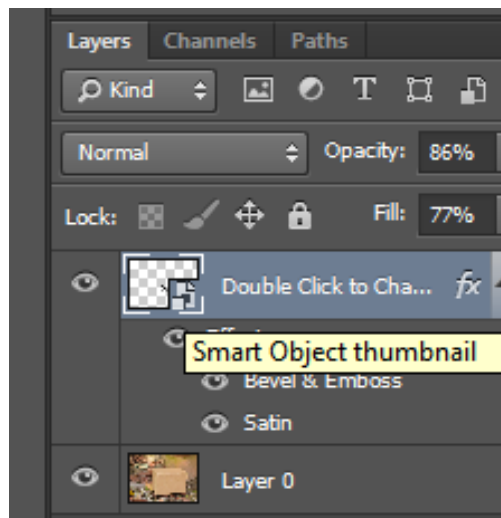 Layers Channels Paths
Kind T
Normal Opacity: 86%
Lock: Fill: 77%
Double Click to Cha... fx
Smart Object thumbnail
Bevel & Emboss
Satin
Layer 0